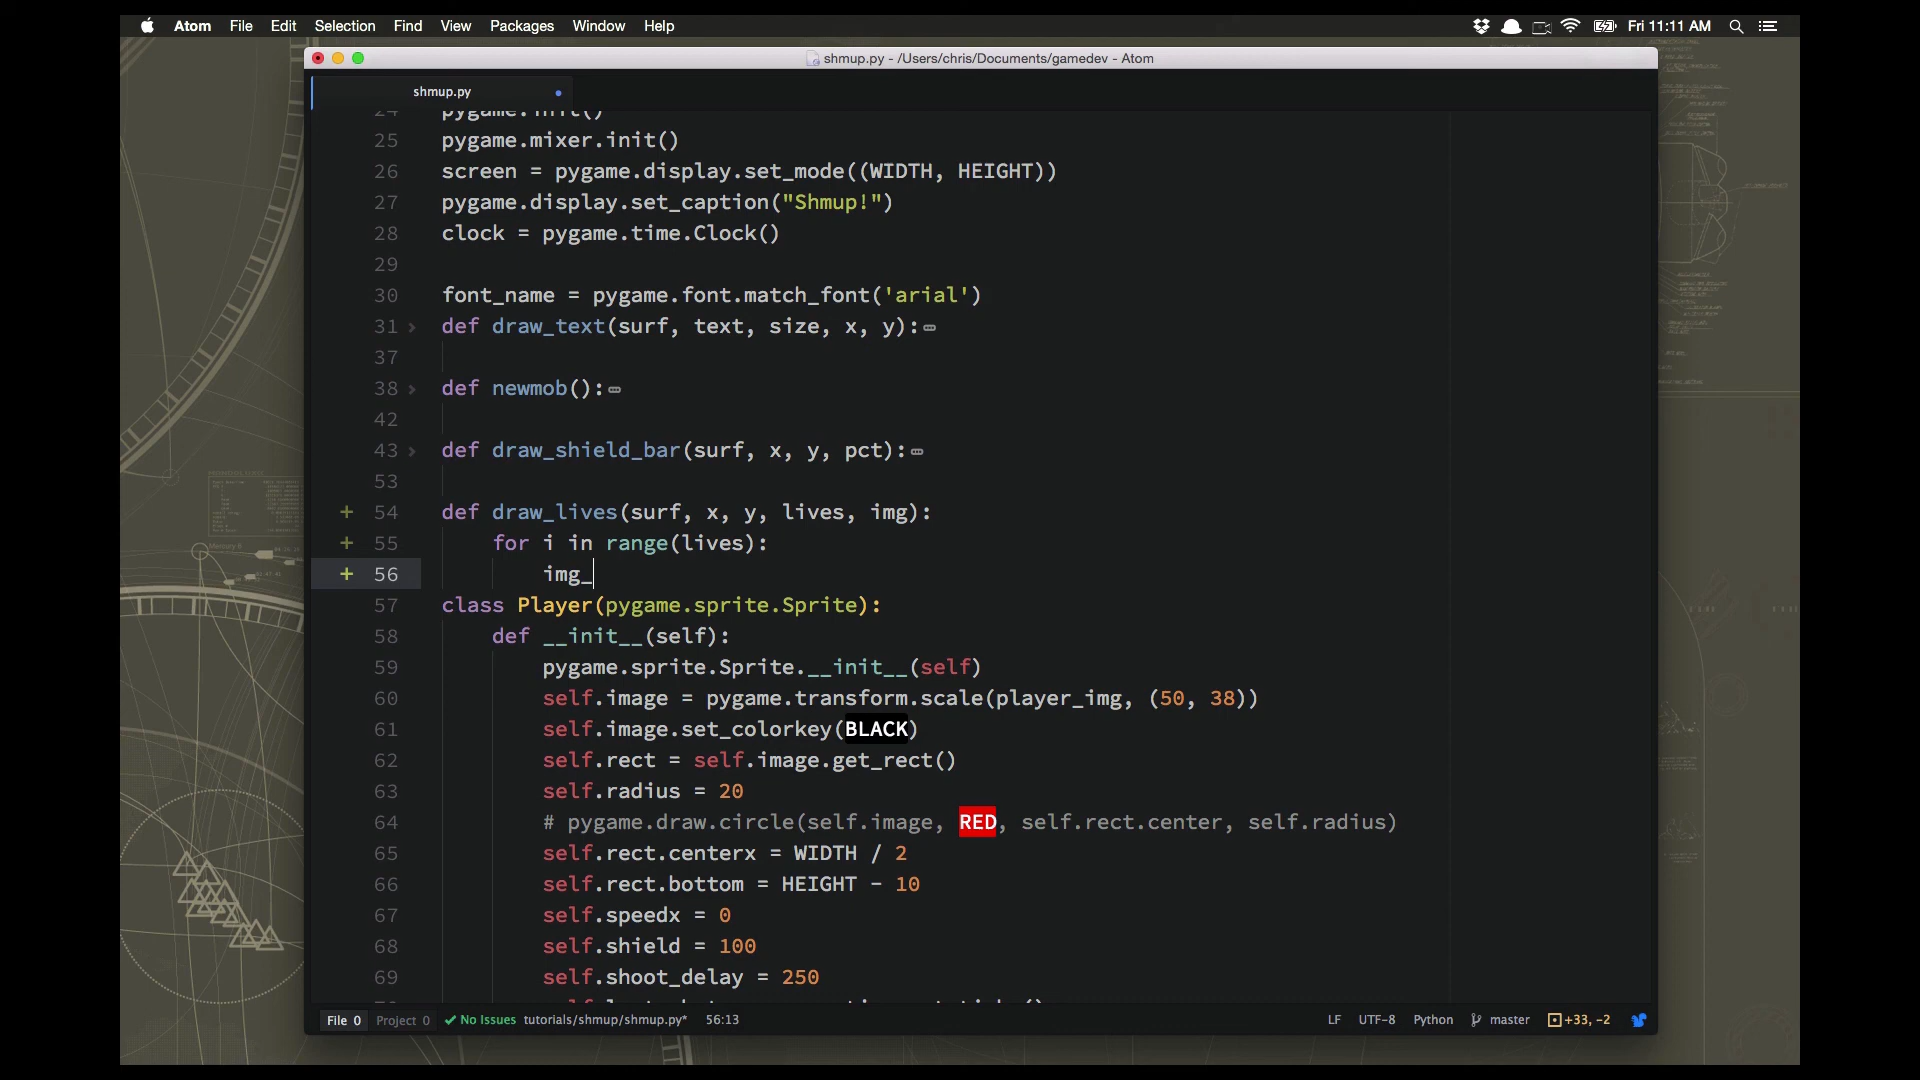 Atom File Edit Selection Find View Packages Window Help Fri 11:11 AM
shmup.py - /Users/chris/Documents/gamedev - Atom
shmup.py
24 pygame.init()
25 pygame.mixer.init()
26 screen = pygame.display.set_mode((WIDTH, HEIGHT))
27 pygame.display.set_caption("Shmup!")
28 clock = pygame.time.Clock()
29
30 font_name = pygame.font.match_font('arial')
31 def draw_text(surf, text, size, x, y):
37
38 def newmob():
42
43 def draw_shield_bar(surf, x, y, pct):
53
+ 54 def draw_lives(surf, x, y, lives, img):
+ 55 for i in range(lives):
+ 56 img_
57 class Player(pygame.sprite.Sprite):
58 def __init__(self):
59 pygame.sprite.Sprite.__init__(self)
60 self.image = pygame.transform.scale(player_img, (50, 38))
61 self.image.set_colorkey(BLACK)
62 self.rect = self.image.get_rect()
63 self.radius = 20
64 # pygame.draw.circle(self.image, RED, self.rect.center, self.radius)
65 self.rect.centerx = WIDTH / 2
66 self.rect.bottom = HEIGHT - 10
67 self.speedx = 0
68 self.shield = 100
69 self.shoot_delay = 250
File 0 Project 0 No Issues tutorials/shmup/shmup.py* 56:13 LF UTF-8 Python master +33, -2